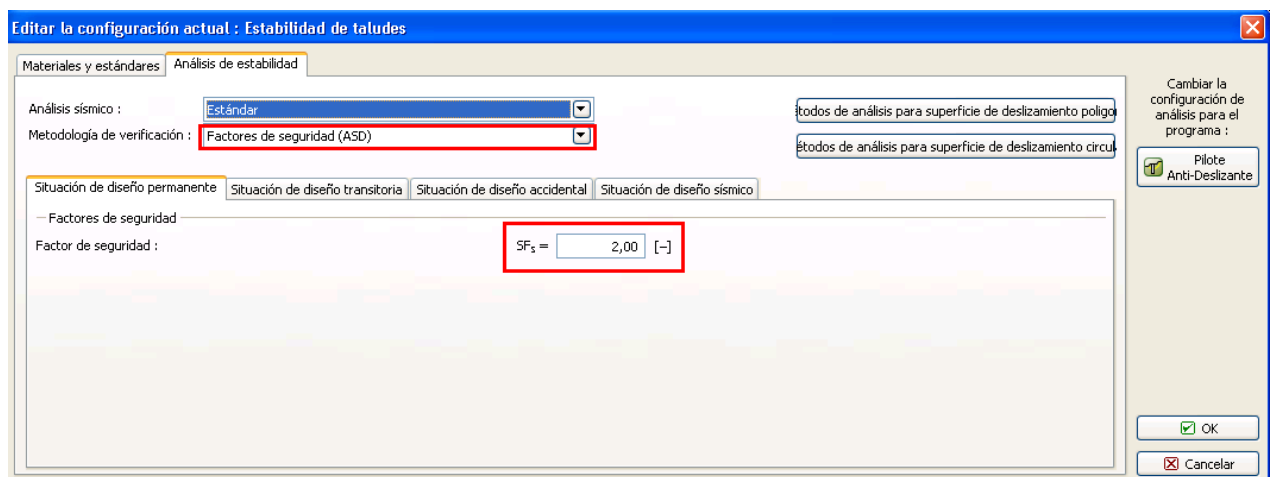 Editar la configuración actual : Estabilidad de taludes
Materiales y estándares
Análisis de estabilidad
Análisis sísmico :
Estándar
Metodología de verificación :
Factores de seguridad (ASD)
todos de análisis para superficie de deslizamiento poligo
étodos de análisis para superficie de deslizamiento circul
Situación de diseño permanente
Situación de diseño transitoria
Situación de diseño accidental
Situación de diseño sísmico
Factores de seguridad
Factor de seguridad :
SFs = 2,00 [–]
Cambiar la
configuración de
análisis para el
programa :
Pilote
Anti-Deslizante
OK
Cancelar